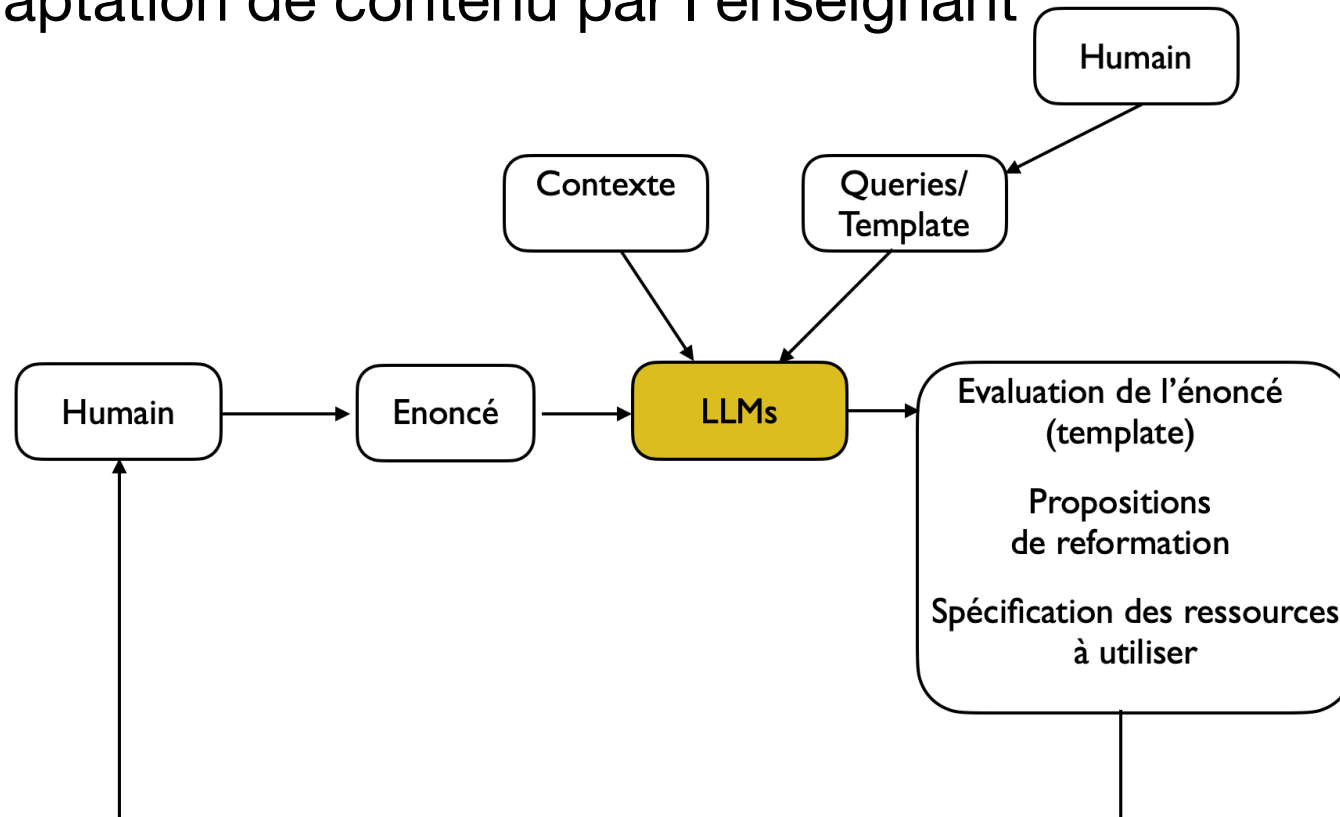 aptation de contenu par l'enseignant
Humain
Contexte
Queries/
Template
Humain
Enoncé
LLMs
Evaluation de l'énoncé
(template)
Propositions
de reformation
Spécification des ressources
à utiliser